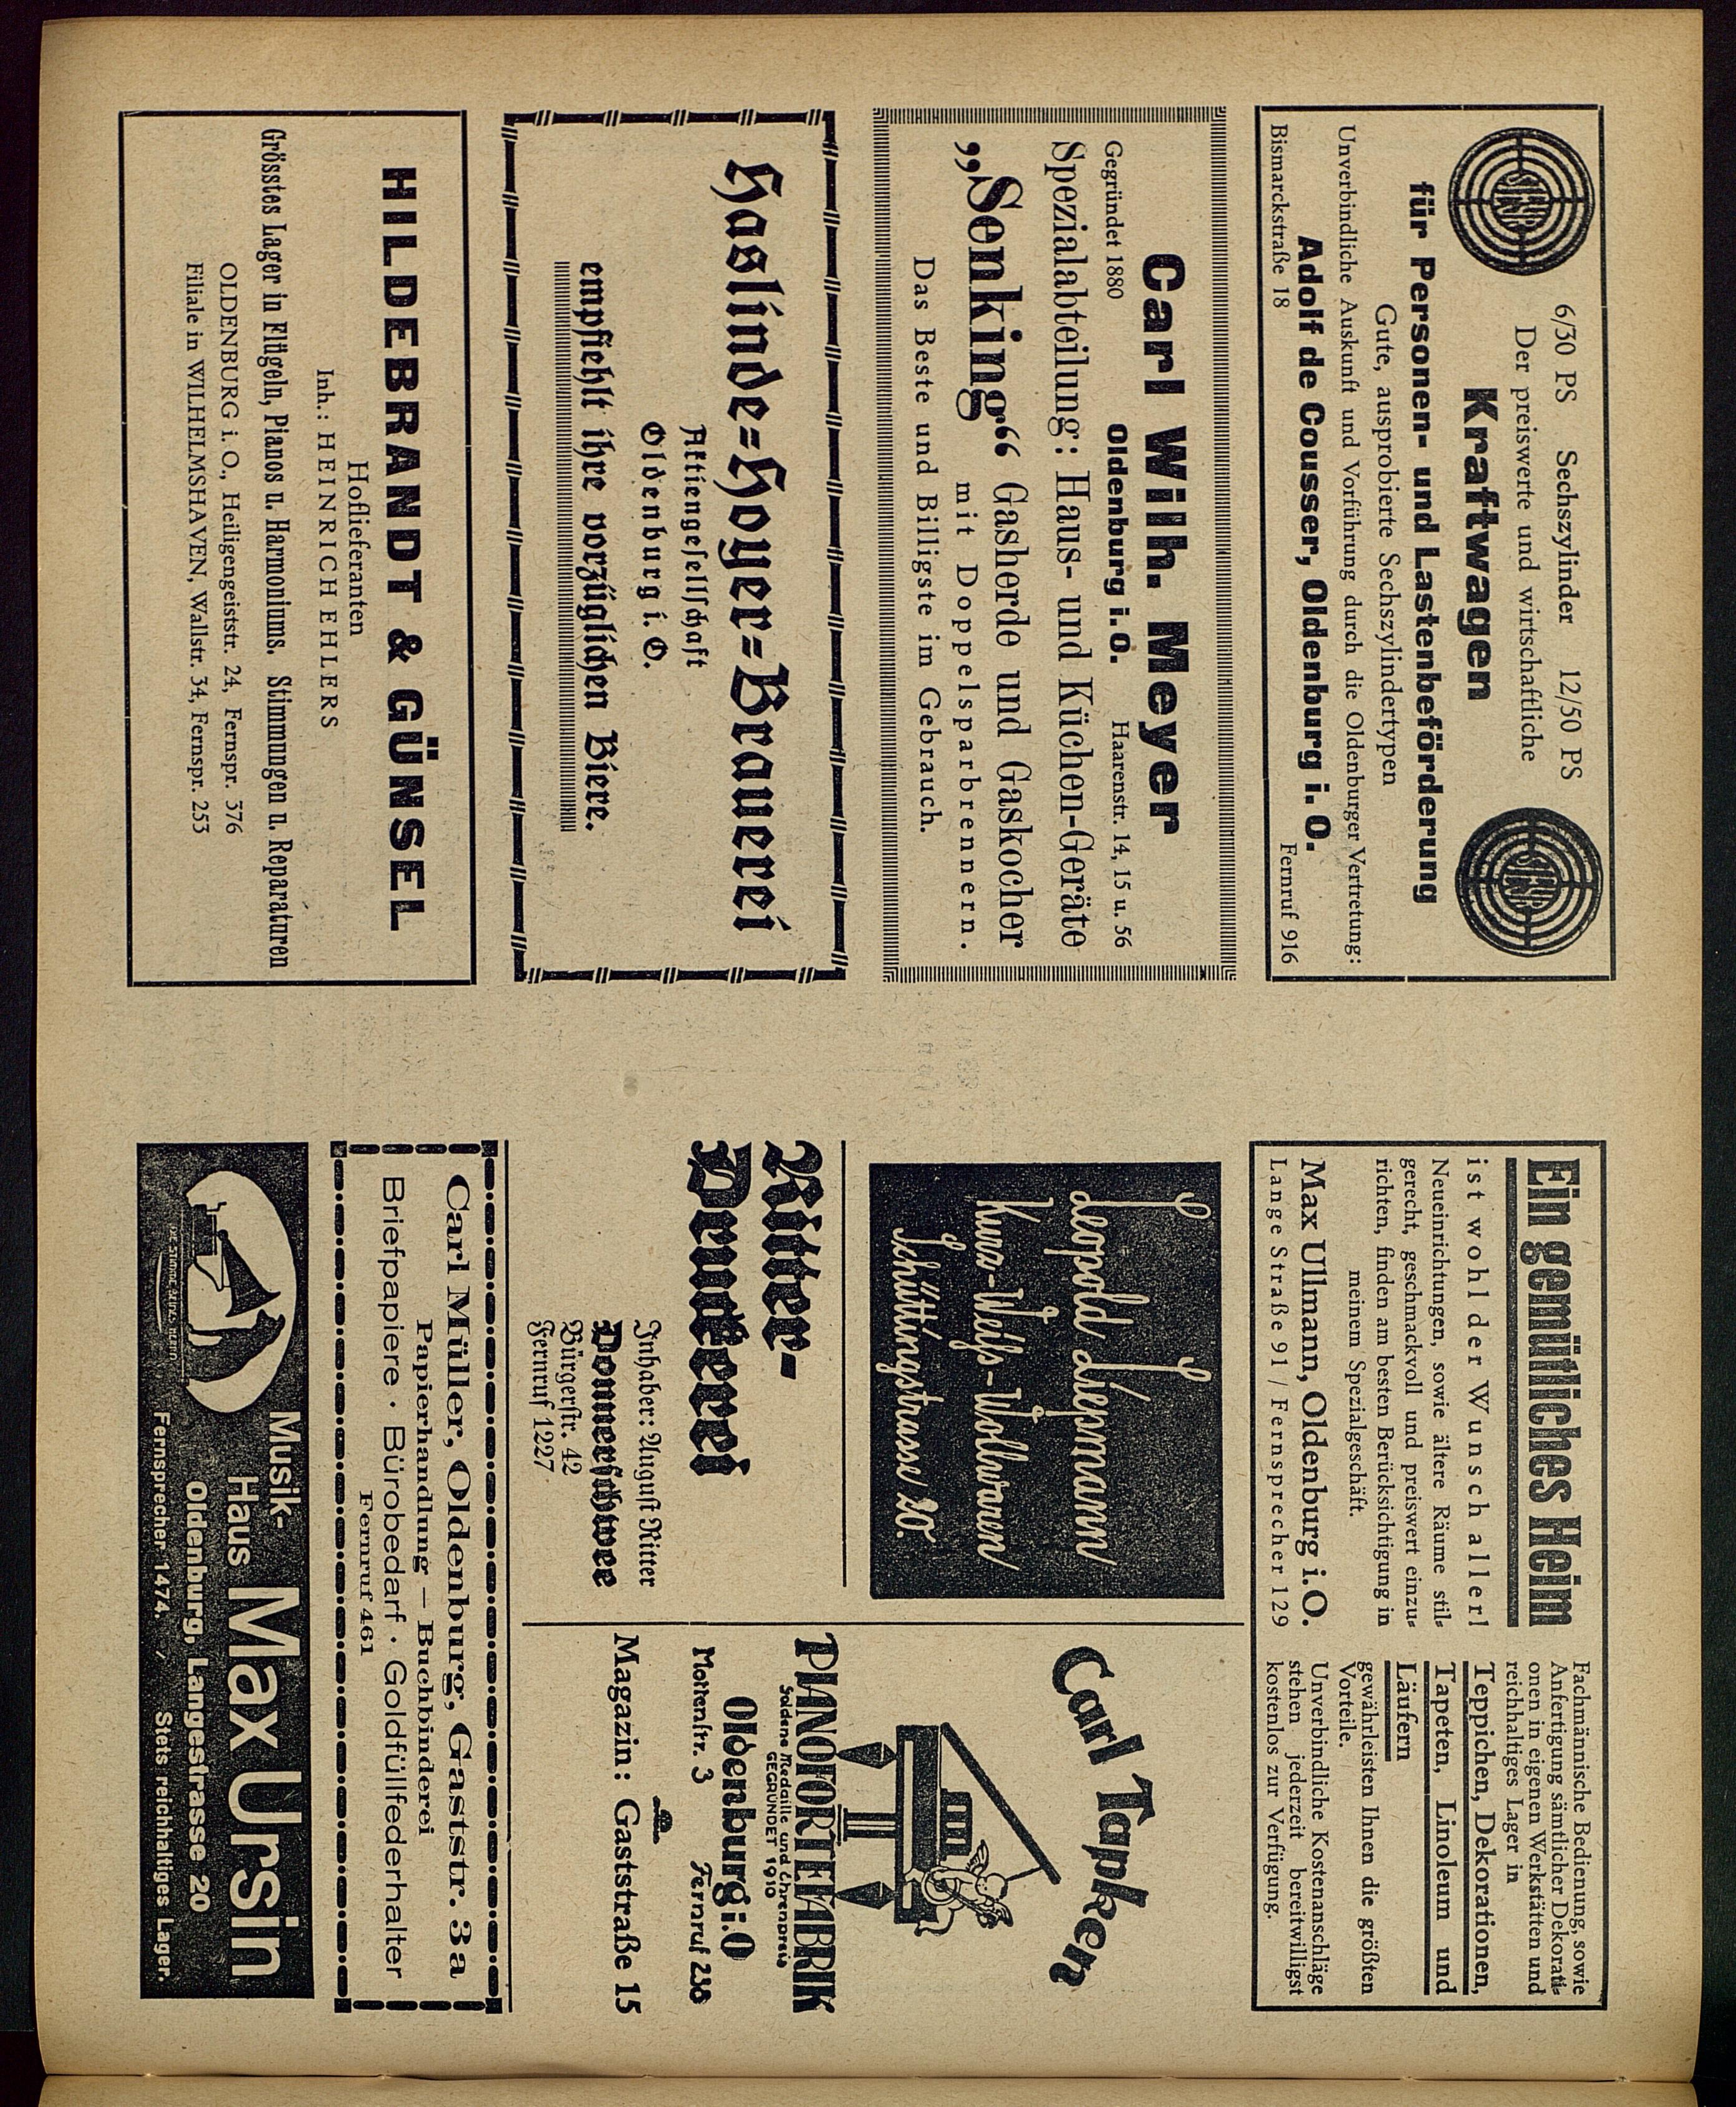 6/30 PS Sechszylinder 12/50 PS
Der preiswerte und wirtschaftliche
Kraftwagen
für Personen- und Lastenbeförderung
Gute, ausprobierte Sechszylindertypen
Unverbindliche Auskunft und Vorführung durch die Oldenburger Vertretung:
Adolf de Cousser, Oldenburg i. O.
Bismarckstraße 18 Fernruf 916
Carl Wilh. Meyer
Gegründet 1880 Oldenburg i. O. Haarenstr. 14, 15 u. 56
Spezialabteilung: Haus- und Küchen-Geräte
„Senking“ Gasherde und Gaskocher
mit Doppelsparbrennern.
Das Beste und Billigste im Gebrauch.
Haslinde=Hoyer=Brauerei
Aktiengesellschaft
Oldenburg i. O.
empfiehlt ihre vorzüglichen Biere.
HILDEBRANDT & GÜNSEL
Hoflieferanten
Inh.: HEINRICH EHLERS
Grösstes Lager in Flügeln, Pianos u. Harmoniums. Stimmungen u. Reparaturen
OLDENBURG i. O., Heiligengeiststr. 24, Fernspr. 576
Filiale in WILHELMSHAVEN, Wallstr. 34, Fernspr. 253
Ein gemütliches Heim
ist wohl der Wunsch aller!
Neueinrichtungen, sowie ältere Räume stil=
gerecht, geschmackvoll und preiswert einzu=
richten, finden am besten Berücksichtigung in
meinem Spezialgeschäft.
Max Ullmann, Oldenburg i. O.
Lange Straße 91 / Fernsprecher 129
Fachmännische Bedienung, sowie
Anfertigung sämtlicher Dekorati=
onen in eigenen Werkstätten und
reichhaltiges Lager in
Teppichen, Dekorationen,
Tapeten, Linoleum und
Läufern
gewährleisten Ihnen die größten
Vorteile.
Unverbindliche Kostenanschläge
stehen jederzeit bereitwilligst
kostenlos zur Verfügung.
Leopold Liepmann
Kurz-Weiß-Wollwaren
Schüttingstrasse 20.
Carl Tapken
PIANOFORTEFABRIK
Goldene Medaille und Ehrenpreis
GEGRÜNDET 1910
Oldenburg i:O
Mottenstr. 3 Fernruf 238
Magazin: Gaststraße 15
Ritter-
Druckerei
Inhaber: August Ritter
Donnerschwee
Bürgerstr. 42
Fernruf 1227
Carl Müller, Oldenburg, Gaststr. 3a
Papierhandlung – Buchbinderei
Briefpapiere · Bürobedarf · Goldfüllfederhalter
Fernruf 461
Musik-
Haus Max Ursin
Oldenburg, Langestrasse 20
Fernsprecher 1474. Stets reichhaltiges Lager.